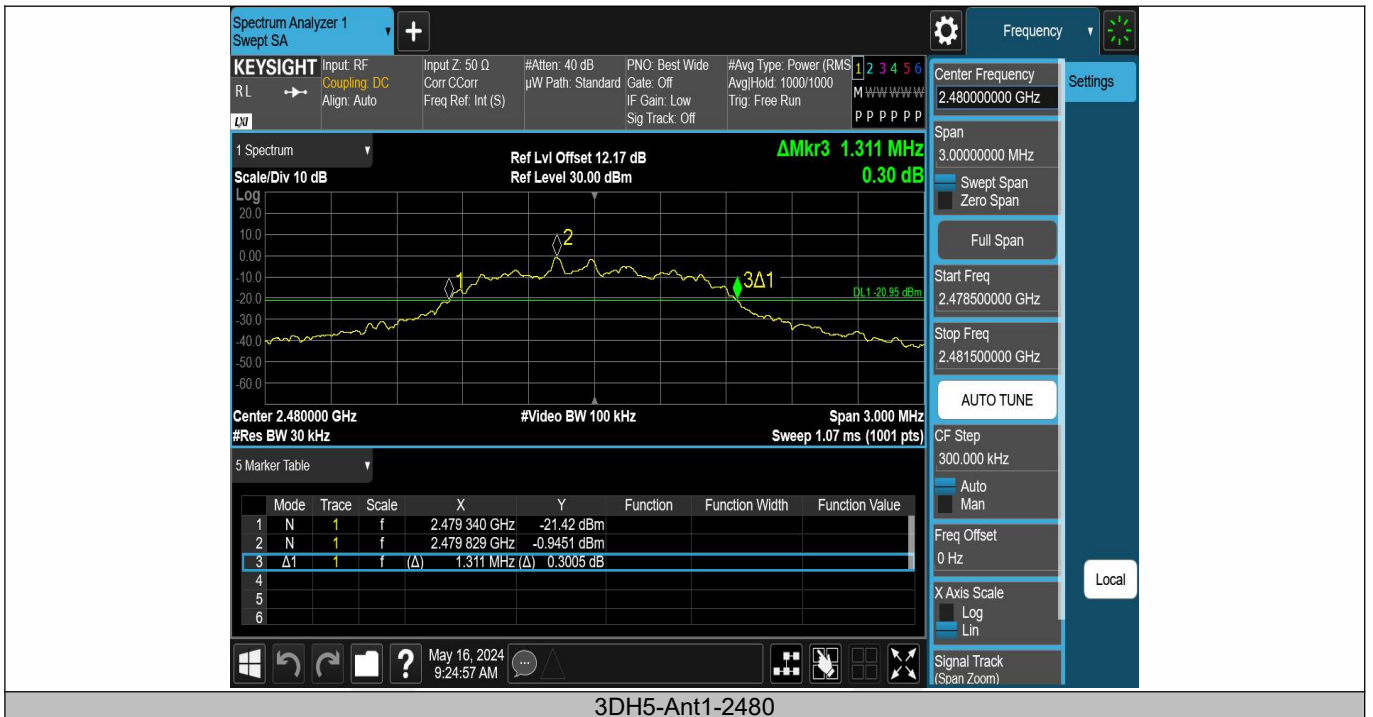 Spectrum Analyzer 1
Swept SA
+
Frequency
KEYSIGHT
RL
LXI
Input: RF
Coupling: DC
Align: Auto
Input Z: 50 Ω
Corr CCorr
Freq Ref: Int (S)
#Atten: 40 dB
µW Path: Standard
PNO: Best Wide
Gate: Off
IF Gain: Low
Sig Track: Off
#Avg Type: Power (RMS
Avg|Hold: 1000/1000
Trig: Free Run
1 2 3 4 5 6
M W W W W W
P P P P P P
1 Spectrum
Scale/Div 10 dB
Ref Lvl Offset 12.17 dB
Ref Level 30.00 dBm
ΔMkr3 1.311 MHz
0.30 dB
Log
20.0
10.0
0.00
-10.0
-20.0
-30.0
-40.0
-50.0
-60.0
1
2
3Δ1
DL1 -20.95 dBm
Center 2.480000 GHz
#Video BW 100 kHz
Span 3.000 MHz
#Res BW 30 kHz
Sweep 1.07 ms (1001 pts)
5 Marker Table
Mode Trace Scale X Y Function Function Width Function Value
1 N 1 f 2.479 340 GHz -21.42 dBm
2 N 1 f 2.479 829 GHz -0.9451 dBm
3 Δ1 1 f (Δ) 1.311 MHz (Δ) 0.3005 dB
4
5
6
?
May 16, 2024
9:24:57 AM
Center Frequency
2.480000000 GHz
Span
3.00000000 MHz
Swept Span
Zero Span
Full Span
Start Freq
2.478500000 GHz
Stop Freq
2.481500000 GHz
AUTO TUNE
CF Step
300.000 kHz
Auto
Man
Freq Offset
0 Hz
X Axis Scale
Log
Lin
Signal Track
(Span Zoom)
Settings
Local
3DH5-Ant1-2480